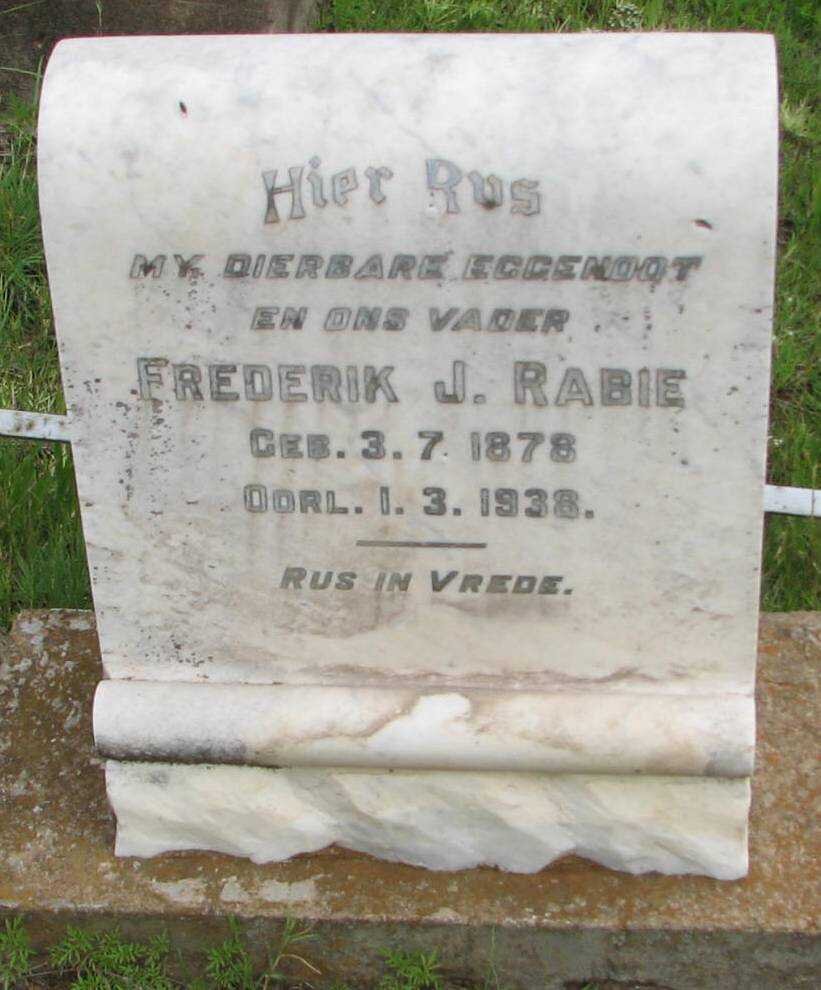 Hier Rus
MY DIERBARE EGGENOOT
EN ONS VADER
FREDERIK J. RABIE
GEB. 3. 7. 1878
OORL. 1. 3. 1938.
RUS IN VREDE.